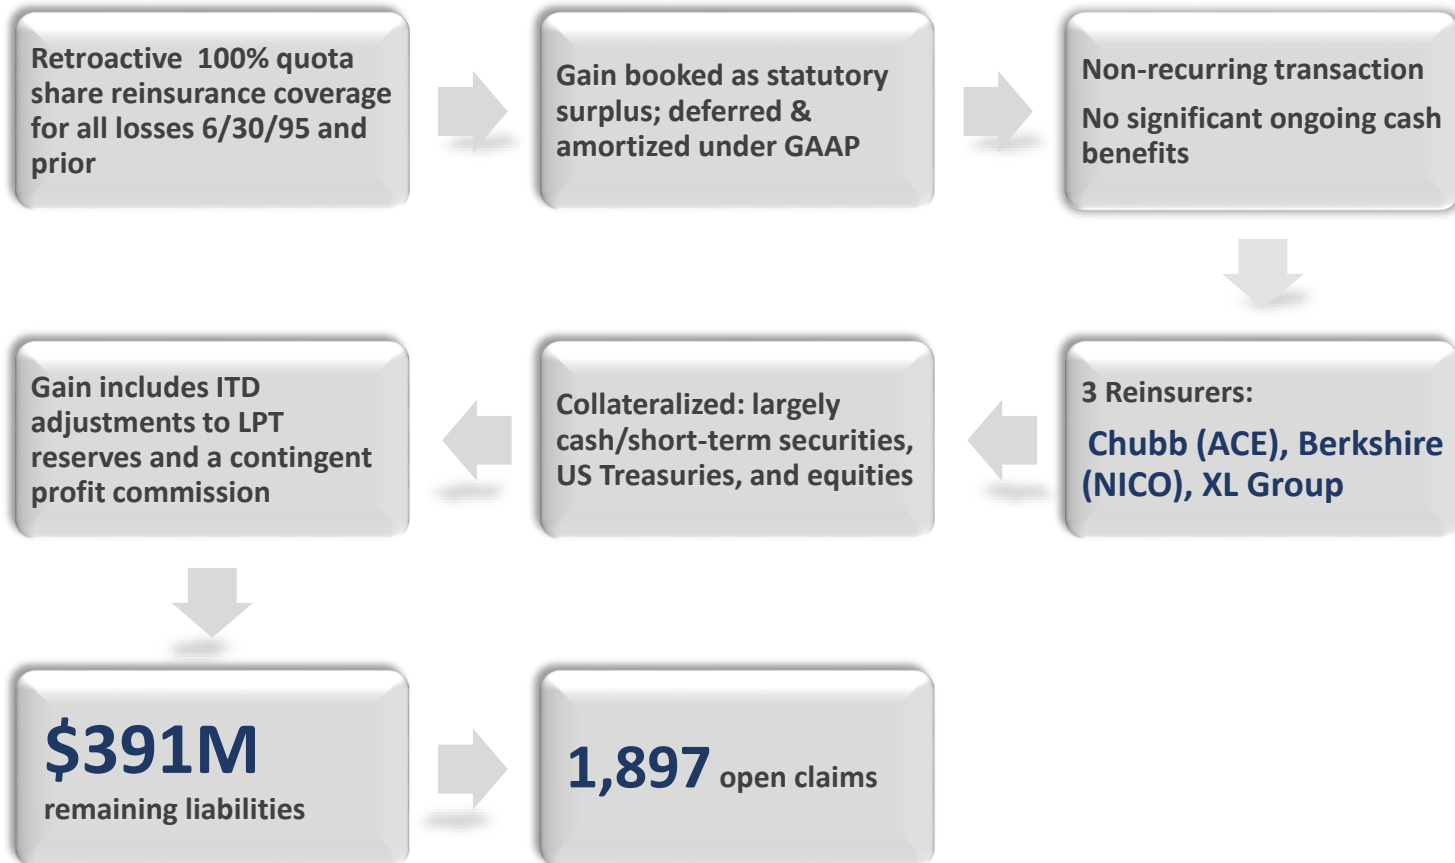 Retroactive 100% quota
share reinsurance coverage
for all losses 6/30/95 and
prior
Gain booked as statutory
surplus; deferred &
amortized under GAAP
Non-recurring transaction
No significant ongoing cash
benefits
3 Reinsurers:
Chubb (ACE), Berkshire
(NICO), XL Group
Collateralized: largely
cash/short-term securities,
US Treasuries, and equities
Gain includes ITD
adjustments to LPT
reserves and a contingent
profit commission
$391M
remaining liabilities
1,897 open claims